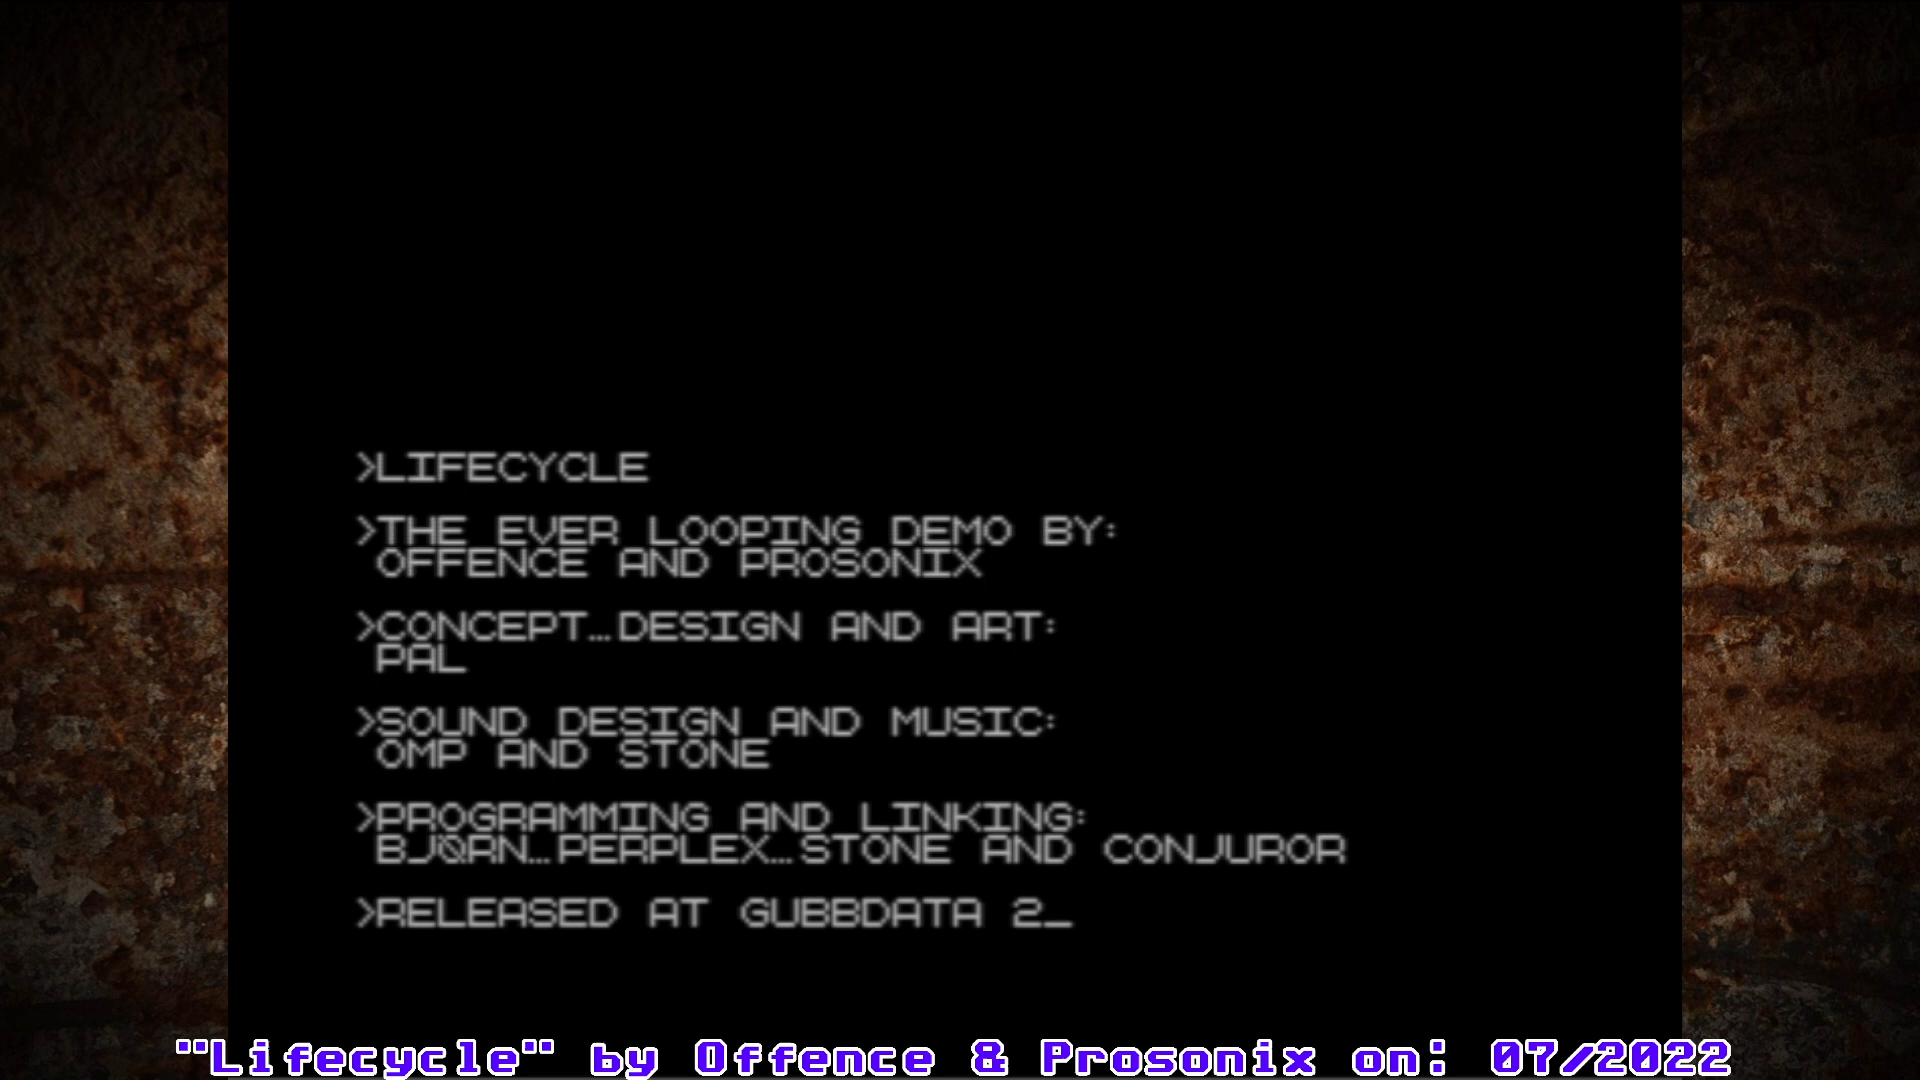 >LIFECYCLE
>THE EVER LOOPING DEMO BY:
OFFENCE AND PROSONIX
>CONCEPT...DESIGN AND ART:
PAL
>SOUND DESIGN AND MUSIC:
OMP AND STONE
>PROGRAMMING AND LINKING:
BJØRN...PERPLEX...STONE AND CONJUROR
>RELEASED AT GUBBDATA 2_
"Lifecycle" by Offence & Prosonix on: 07/2022